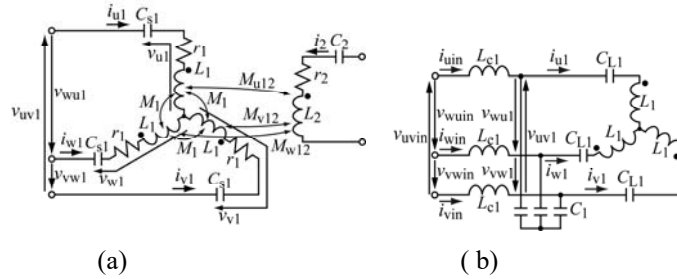 i_u1 C_s1
r_1
v_u1 L_1
i_2 C_2
r_2
M_u12
v_uv1 v_wu1
M_1 M_1
M_v12 L_2
i_w1 C_s1 r_1 L_1
M_1 L_1 r_1 M_w12
v_vw1 v_w1
i_v1 C_s1
v_v1
(a)
i_uin L_c1 i_u1 C_L1
L_1
v_wuin v_wu1
v_uvin i_win L_c1 v_uv1 C_L1 L_1 L_1
v_vwin v_vw1 i_w1 i_v1 C_L1
i_vin L_c1 C_1
( b)